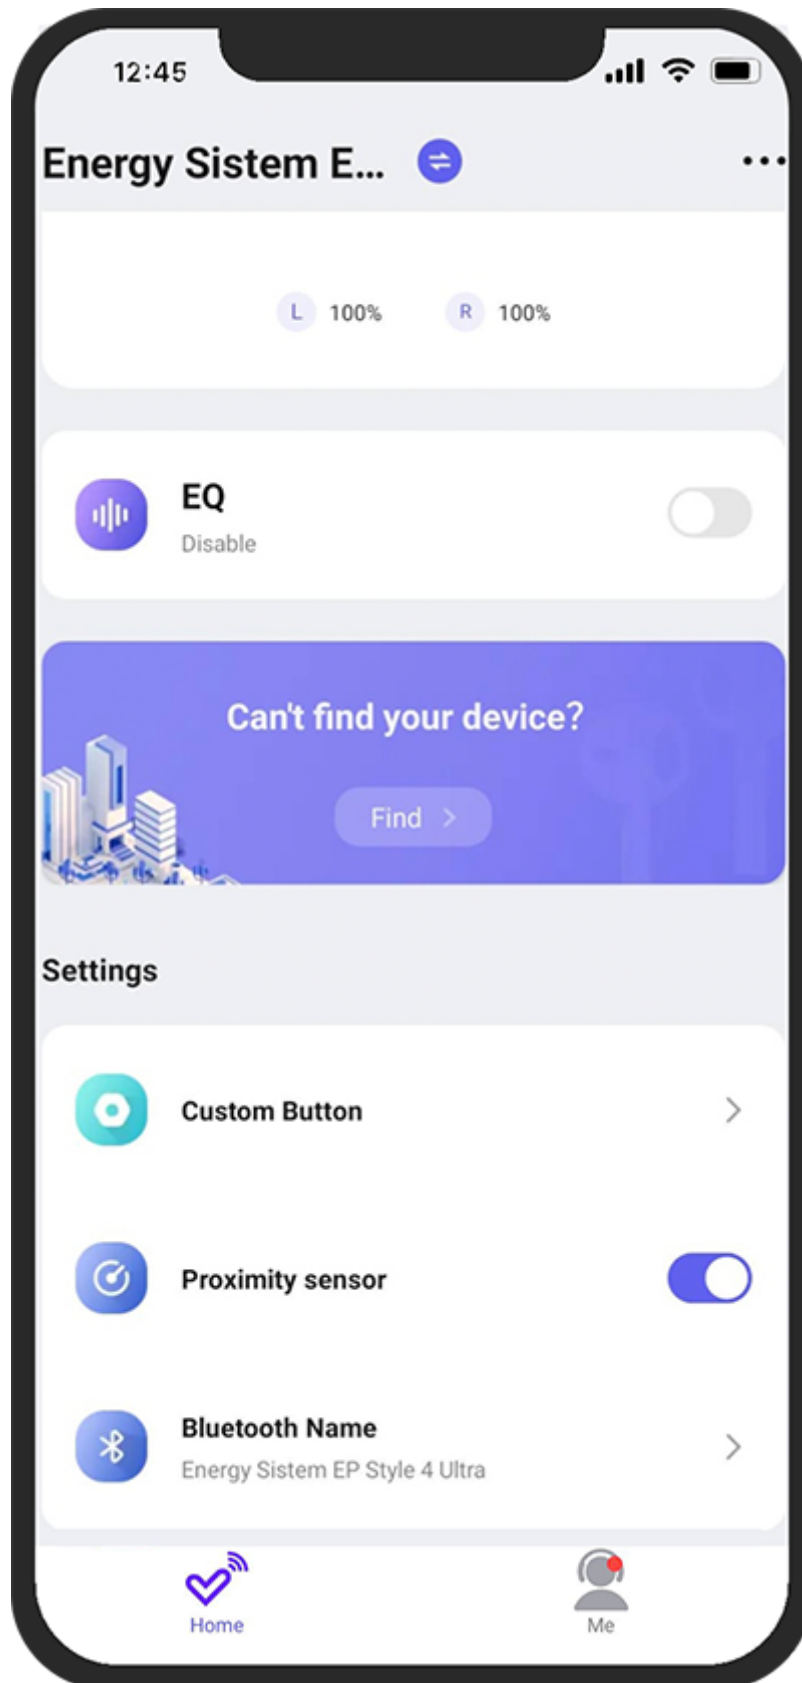 12:45
Energy Sistem E...
L 100% R 100%
EQ
Disable
Can't find your device?
Find >
Settings
Custom Button
Proximity sensor
Bluetooth Name
Energy Sistem EP Style 4 Ultra
Home Me